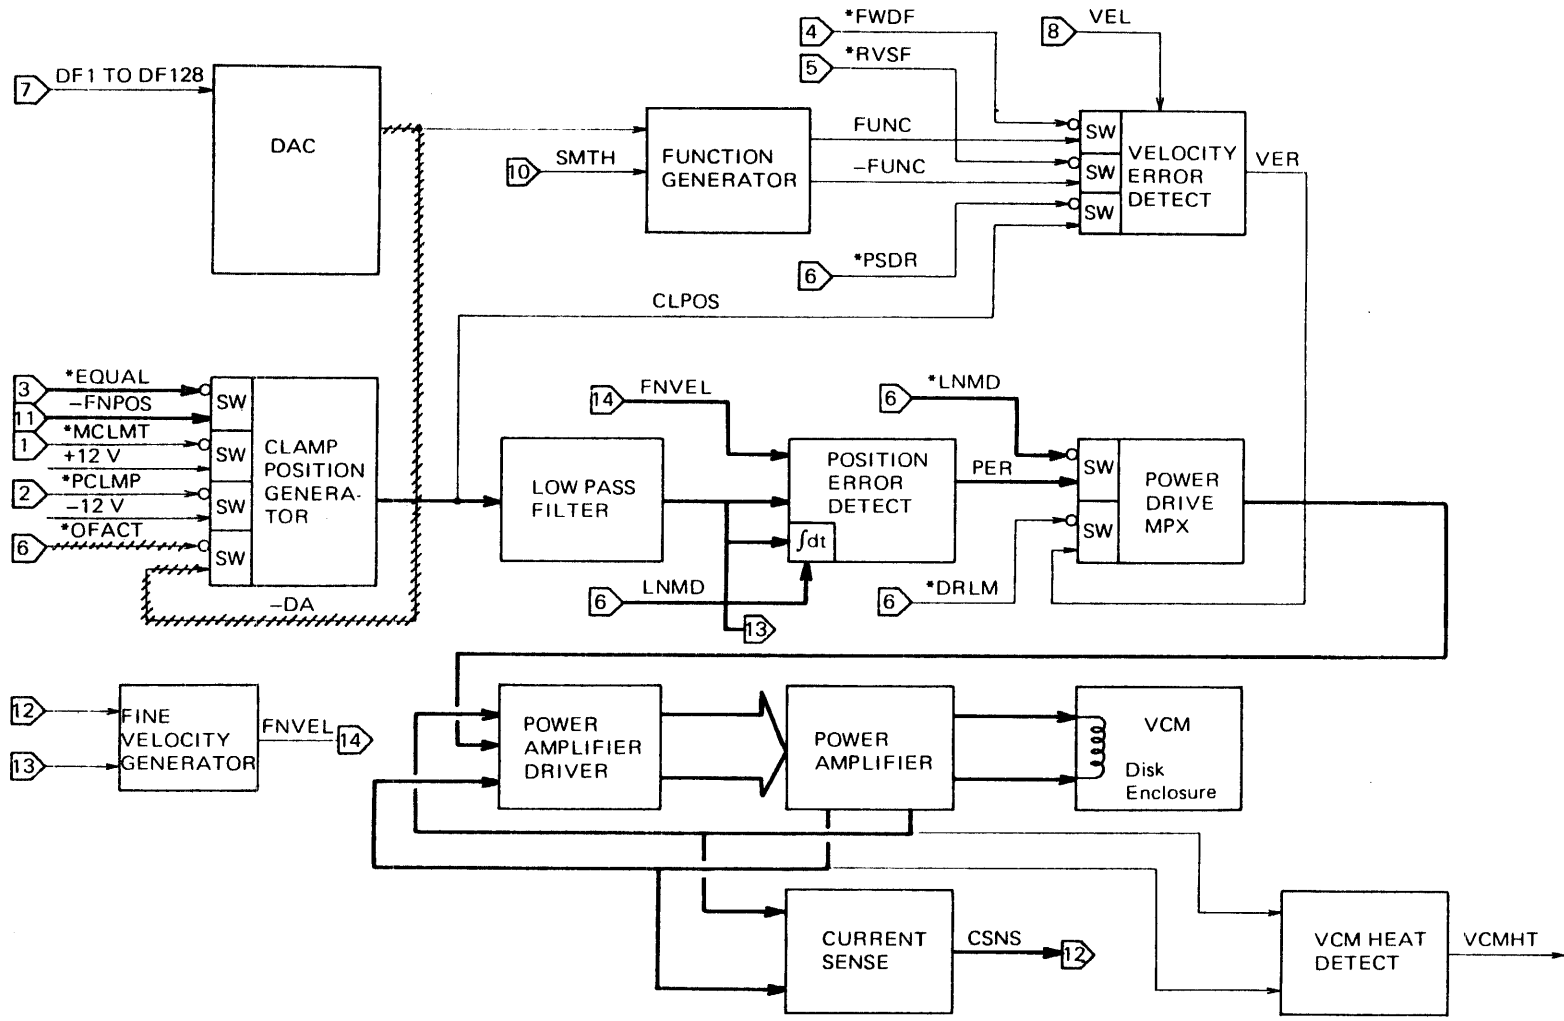 4
*FWDF
8
VEL
5
*RVSF
7
DF1 TO DF128
DAC
10
SMTH
FUNCTION
GENERATOR
FUNC
−FUNC
SW
SW
SW
VELOCITY
ERROR
DETECT
VER
6
*PSDR
CLPOS
3
*EQUAL
11
−FNPOS
1
*MCLMT
+12 V
2
*PCLMP
−12 V
6
*OFACT
SW
SW
SW
SW
CLAMP
POSITION
GENERA-
TOR
−DA
LOW PASS
FILTER
14
FNVEL
POSITION
ERROR
DETECT
∫dt
PER
6
*LNMD
SW
SW
POWER
DRIVE
MPX
6
LNMD
13
6
*DRLM
12
13
FINE
VELOCITY
GENERATOR
FNVEL
14
POWER
AMPLIFIER
DRIVER
POWER
AMPLIFIER
VCM
Disk
Enclosure
CURRENT
SENSE
CSNS
12
VCM HEAT
DETECT
VCMHT